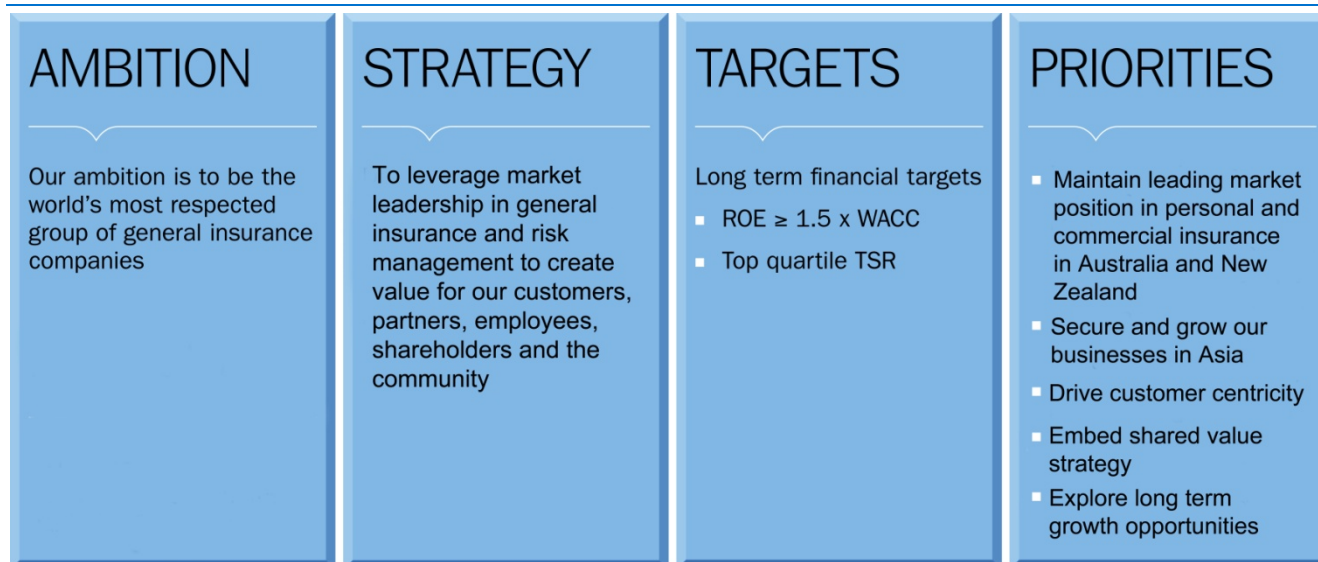 AMBITION
Our ambition is to be the
world's most respected
group of general insurance
companies
STRATEGY
To leverage market
leadership in general
insurance and risk
management to create
value for our customers,
partners, employees,
shareholders and the
community
TARGETS
Long term financial targets
▪ ROE ≥ 1.5 x WACC
▪ Top quartile TSR
PRIORITIES
▪ Maintain leading market
position in personal and
commercial insurance
in Australia and New
Zealand
▪ Secure and grow our
businesses in Asia
▪ Drive customer centricity
▪ Embed shared value
strategy
▪ Explore long term
growth opportunities